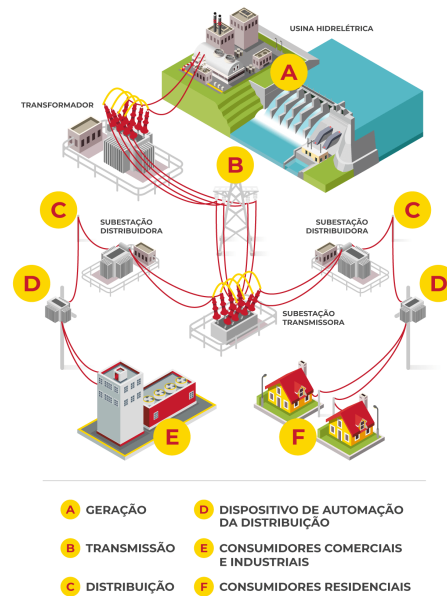 USINA HIDRELÉTRICA
A
TRANSFORMADOR
B
C
C
SUBESTAÇÃO
DISTRIBUIDORA
SUBESTAÇÃO
DISTRIBUIDORA
D
D
SUBESTAÇÃO
TRANSMISSORA
E
F
A GERAÇÃO
B TRANSMISSÃO
C DISTRIBUIÇÃO
D DISPOSITIVO DE AUTOMAÇÃO
DA DISTRIBUIÇÃO
E CONSUMIDORES COMERCIAIS
E INDUSTRIAIS
F CONSUMIDORES RESIDENCIAIS